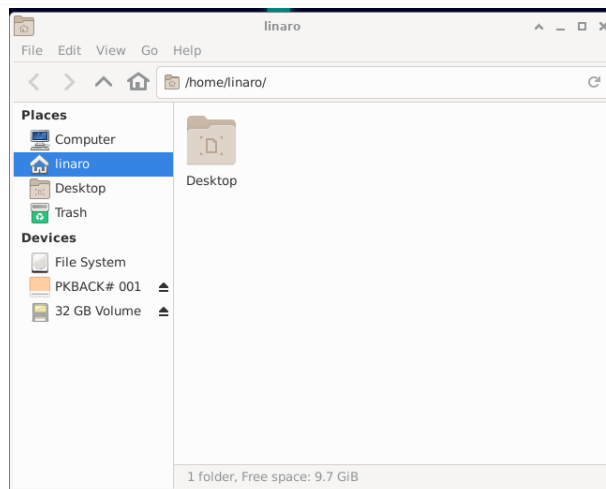 linaro
File Edit View Go Help
/home/linaro/
Places
Computer
linaro
Desktop
Trash
Devices
File System
PKBACK# 001
32 GB Volume
Desktop
1 folder, Free space: 9.7 GiB